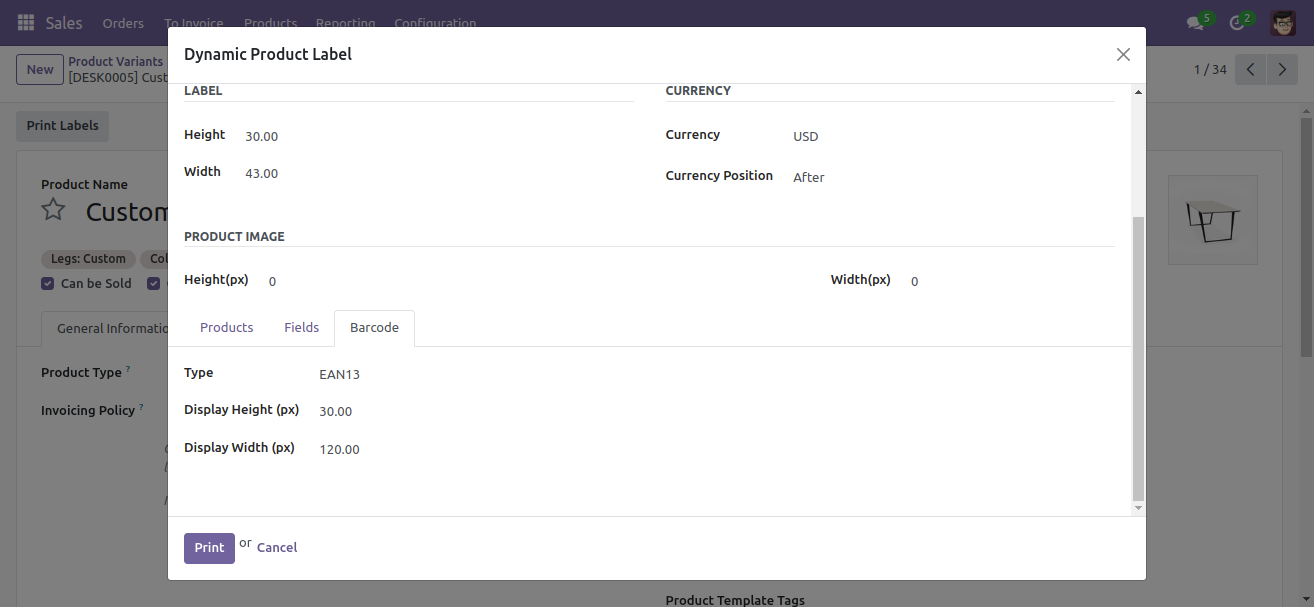 Sales Orders To Invoice Products Reporting Configuration 5 2
Dynamic Product Label
New
Product Variants
[DESK0005] Cust
1 / 34
Print Labels
LABEL
Height 30.00
Width 43.00
CURRENCY
Currency USD
Currency Position After
Product Name
Custom
PRODUCT IMAGE
Height(px) 0
Width(px) 0
Legs: Custom Col
Can be Sold
Products Fields Barcode
General Informatio
Product Type ?
Invoicing Policy ?
Type EAN13
Display Height (px) 30.00
Display Width (px) 120.00
Print or Cancel
Product Template Tags